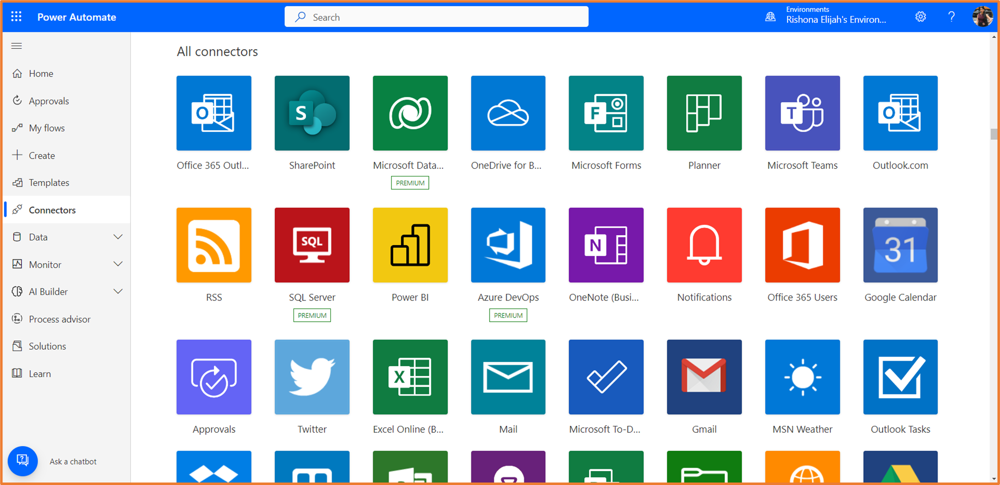 Power Automate
Search
Environments
Rishona Elijah's Environ...
Home
Approvals
My flows
Create
Templates
Connectors
Data
Monitor
AI Builder
Process advisor
Solutions
Learn
Ask a chatbot
All connectors
O
S
F
T
O
Office 365 Outl...
SharePoint
Microsoft Data...
OneDrive for B...
Microsoft Forms
Planner
Microsoft Teams
Outlook.com
PREMIUM
SQL
N
31
RSS
SQL Server
Power BI
Azure DevOps
OneNote (Busi...
Notifications
Office 365 Users
Google Calendar
PREMIUM
PREMIUM
X
Approvals
Twitter
Excel Online (B...
Mail
Microsoft To-D...
Gmail
MSN Weather
Outlook Tasks